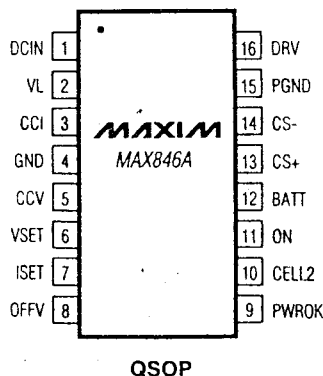 DCIN 1
VL 2
CCI 3
GND 4
CCV 5
VSET 6
ISET 7
OFFV 8
MAXIM
MAX846A
16 DRV
15 PGND
14 CS-
13 CS+
12 BATT
11 ON
10 CELL2
9 PWROK
QSOP